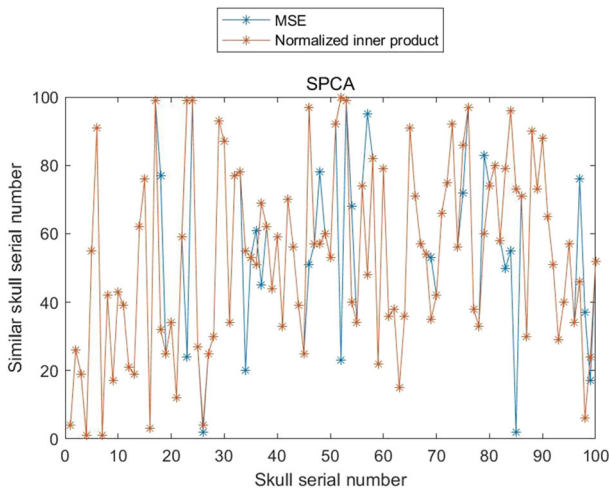 MSE
Normalized inner product
SPCA
100
80
60
40
20
0
Similar skull serial number
0 10 20 30 40 50 60 70 80 90 100
Skull serial number